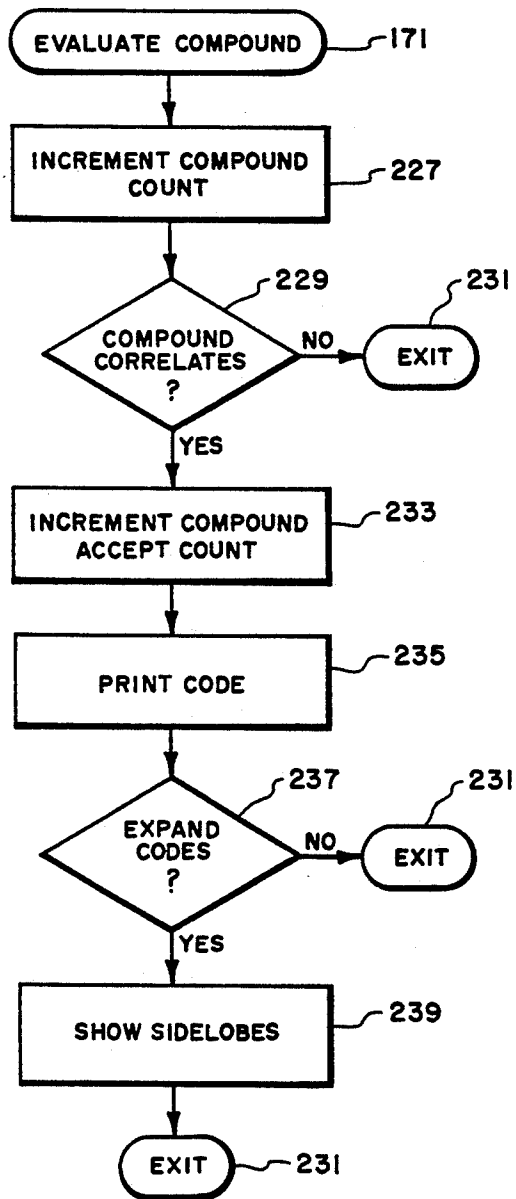 EVALUATE COMPOUND 171
INCREMENT COMPOUND
COUNT
227
229
231
COMPOUND
CORRELATES
?
NO
EXIT
YES
INCREMENT COMPOUND
ACCEPT COUNT
233
PRINT CODE
235
237
231
EXPAND
CODES
?
NO
EXIT
YES
SHOW SIDELOBES
239
EXIT 231